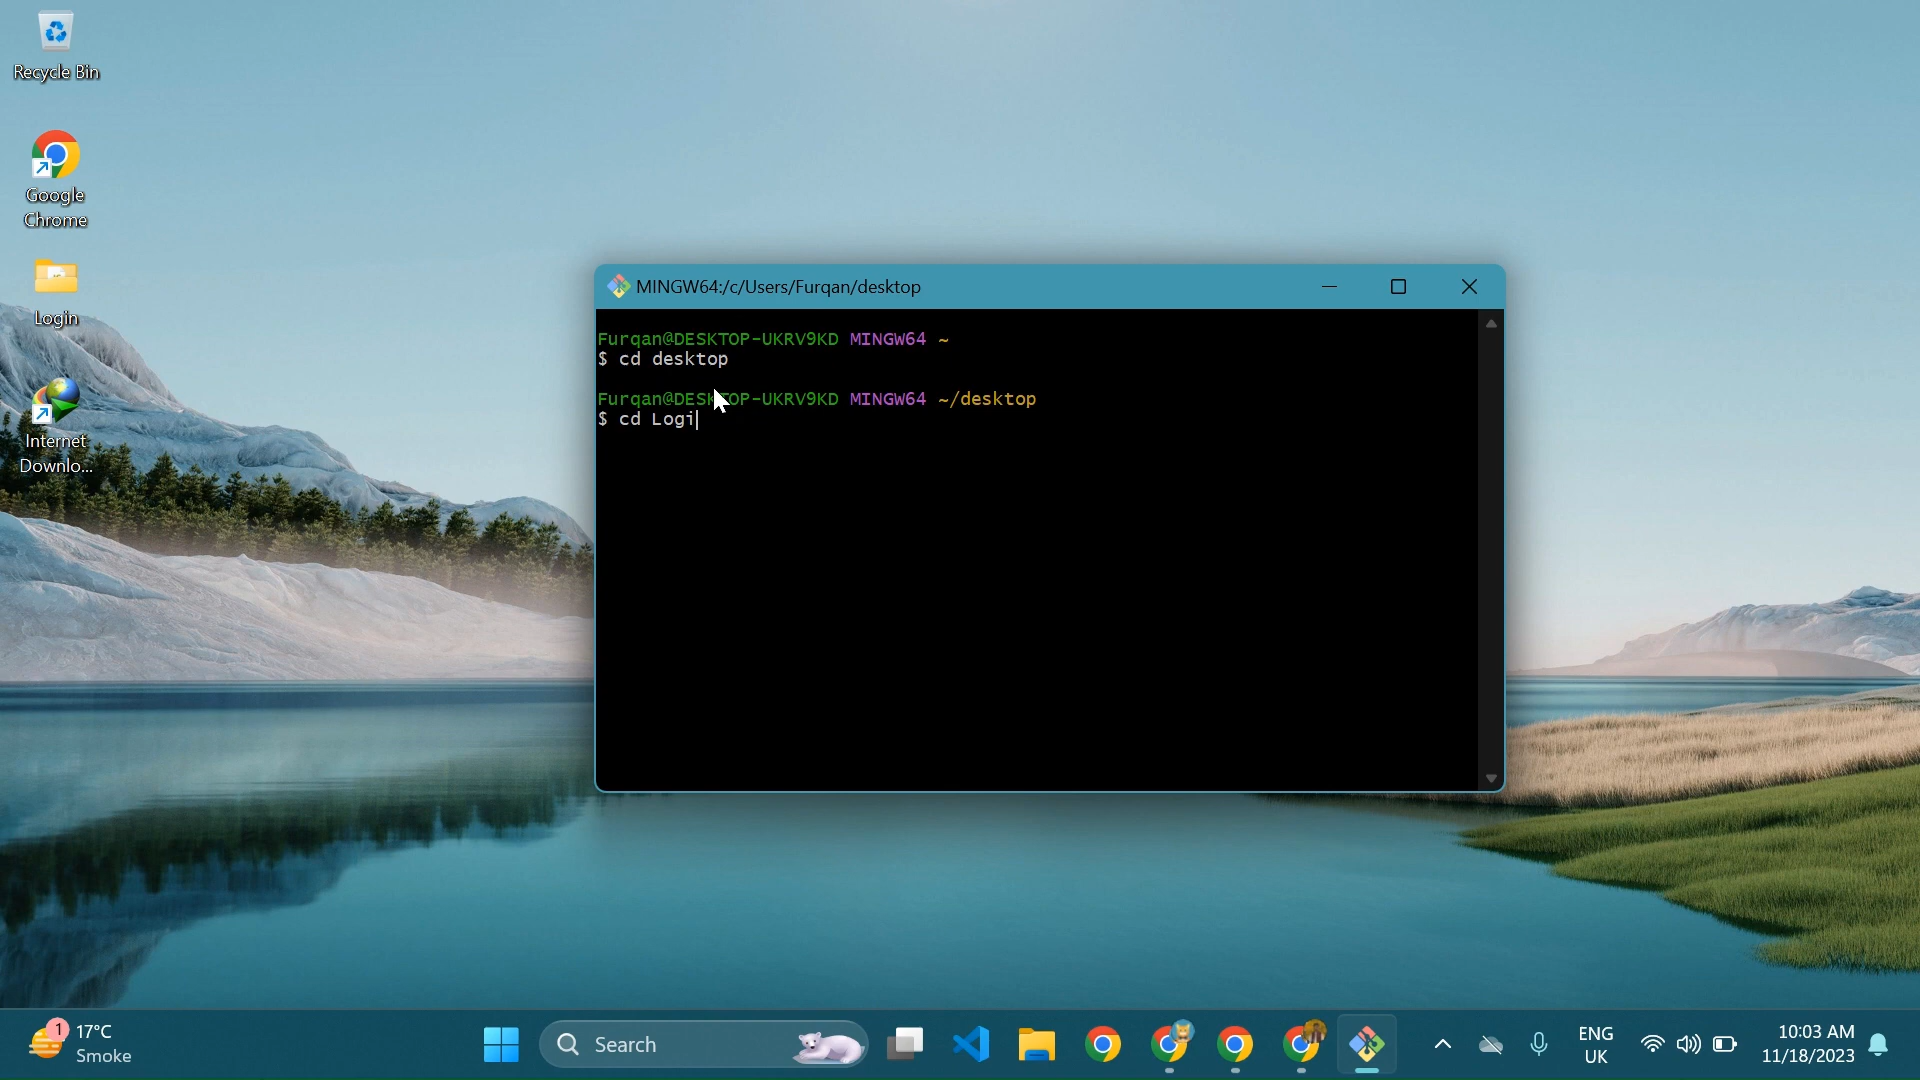 Recycle Bin
Google
Chrome
Login
Internet
Downlo...
MINGW64:/c/Users/Furqan/desktop
Furqan@DESKTOP-UKRV9KD MINGW64 ~
$ cd desktop
Furqan@DESKTOP-UKRV9KD MINGW64 ~/desktop
$ cd Logi
1
17°C
Smoke
Search
ENG
UK
10:03 AM
11/18/2023